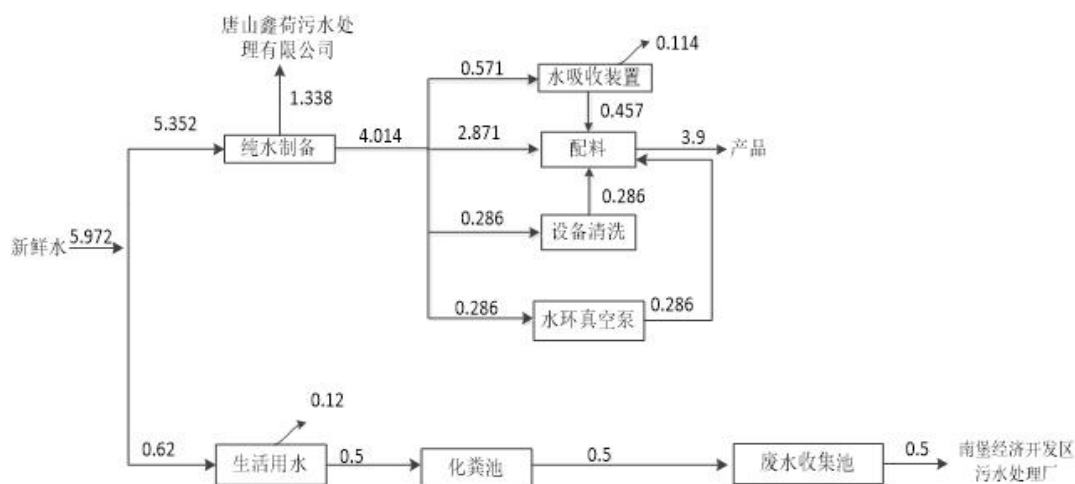 唐山鑫荷污水处
理有限公司
0.114
0.571
水吸收装置
1.338
0.457
5.352
纯水制备
4.014
2.871
配料
3.9
产品
0.286
新鲜水
5.972
0.286
设备清洗
0.286
水环真空泵
0.286
0.12
0.62
生活用水
0.5
化粪池
0.5
废水收集池
0.5
南堡经济开发区
污水处理厂